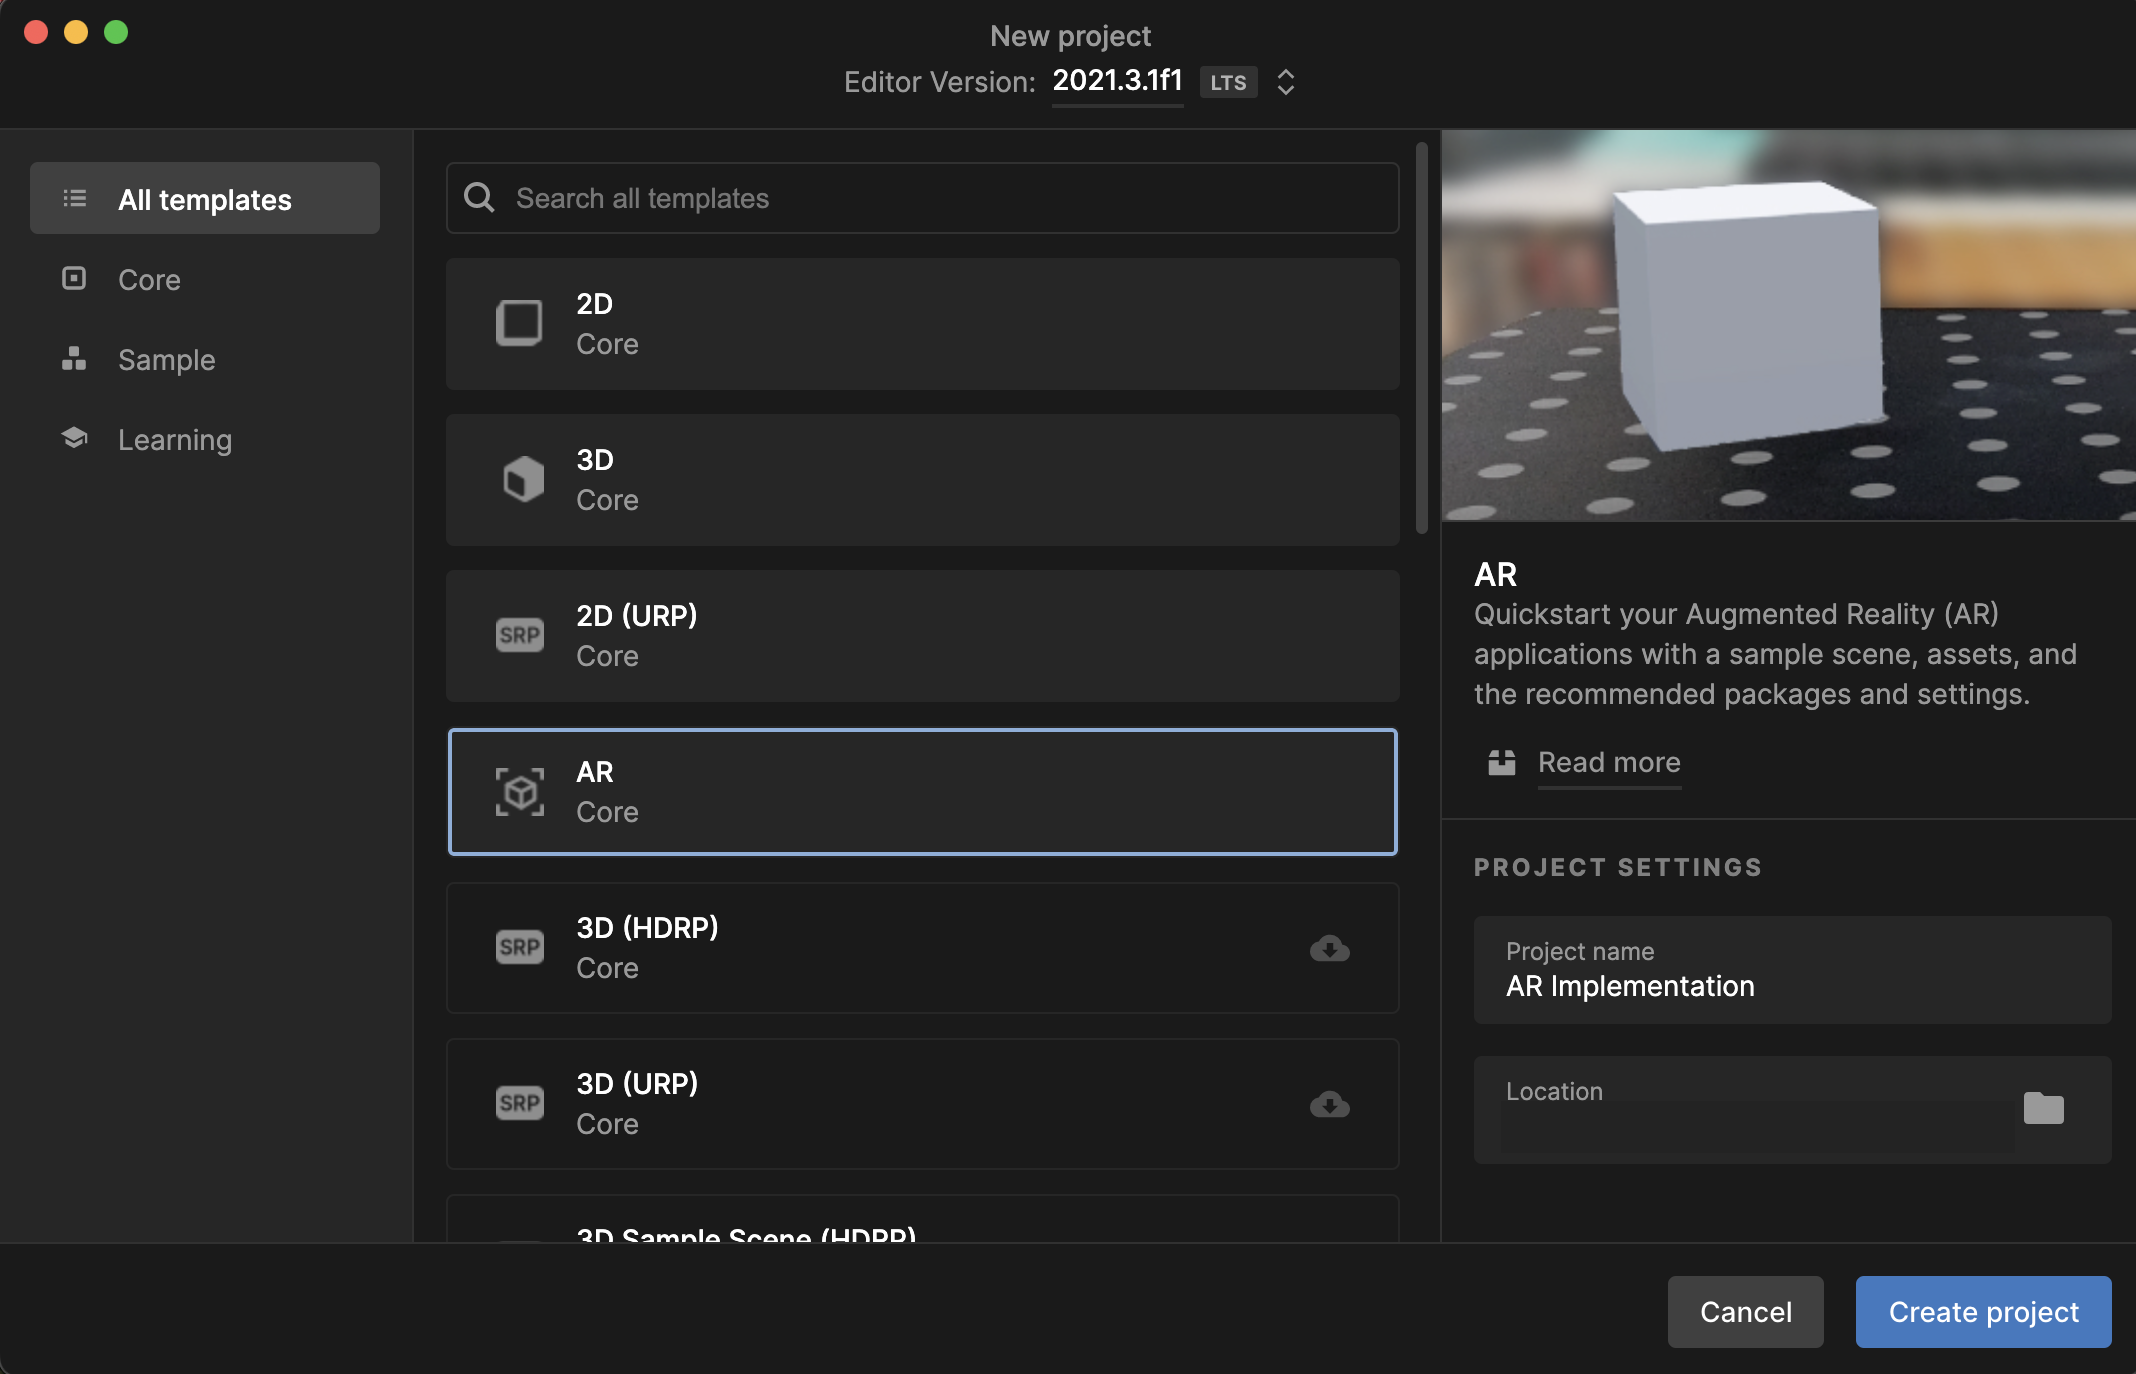 New project
Editor Version: 2021.3.1f1 LTS
All templates
Core
Sample
Learning
Search all templates
2D
Core
3D
Core
SRP
2D (URP)
Core
AR
Core
SRP
3D (HDRP)
Core
SRP
3D (URP)
Core
3D Sample Scene (HDRP)
AR
Quickstart your Augmented Reality (AR)
applications with a sample scene, assets, and
the recommended packages and settings.
Read more
PROJECT SETTINGS
Project name
AR Implementation
Location
Cancel
Create project